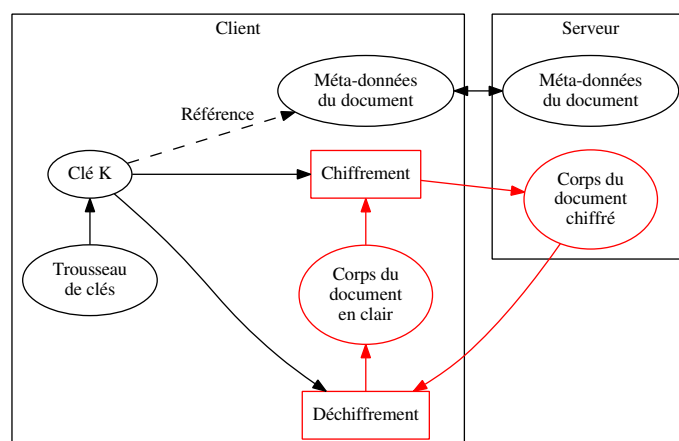 Client
Serveur
Méta-données
du document
Méta-données
du document
Référence
Clé K
Chiffrement
Corps du
document
chiffré
Trousseau
de clés
Corps du
document
en clair
Déchiffrement